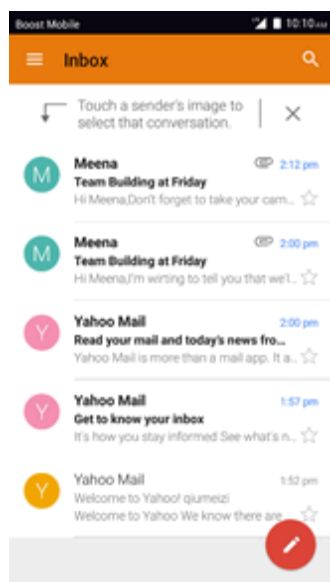 Boost Mobile 10:10 AM
Inbox
Touch a sender's image to
select that conversation.
M Meena 2:12 pm
Team Building at Friday
Hi Meena,Don't forget to take your cam...
M Meena 2:00 pm
Team Building at Friday
Hi Meena,I'm wirting to tell you that we'l...
Y Yahoo Mail 2:00 pm
Read your mail and today's news fro...
Yahoo Mail is more than a mail app. It a...
Y Yahoo Mail 1:57 pm
Get to know your inbox
It's how you stay informed See what's n...
Y Yahoo Mail 1:52 pm
Welcome to Yahoo! qiumeizi
Welcome to Yahoo We know there are